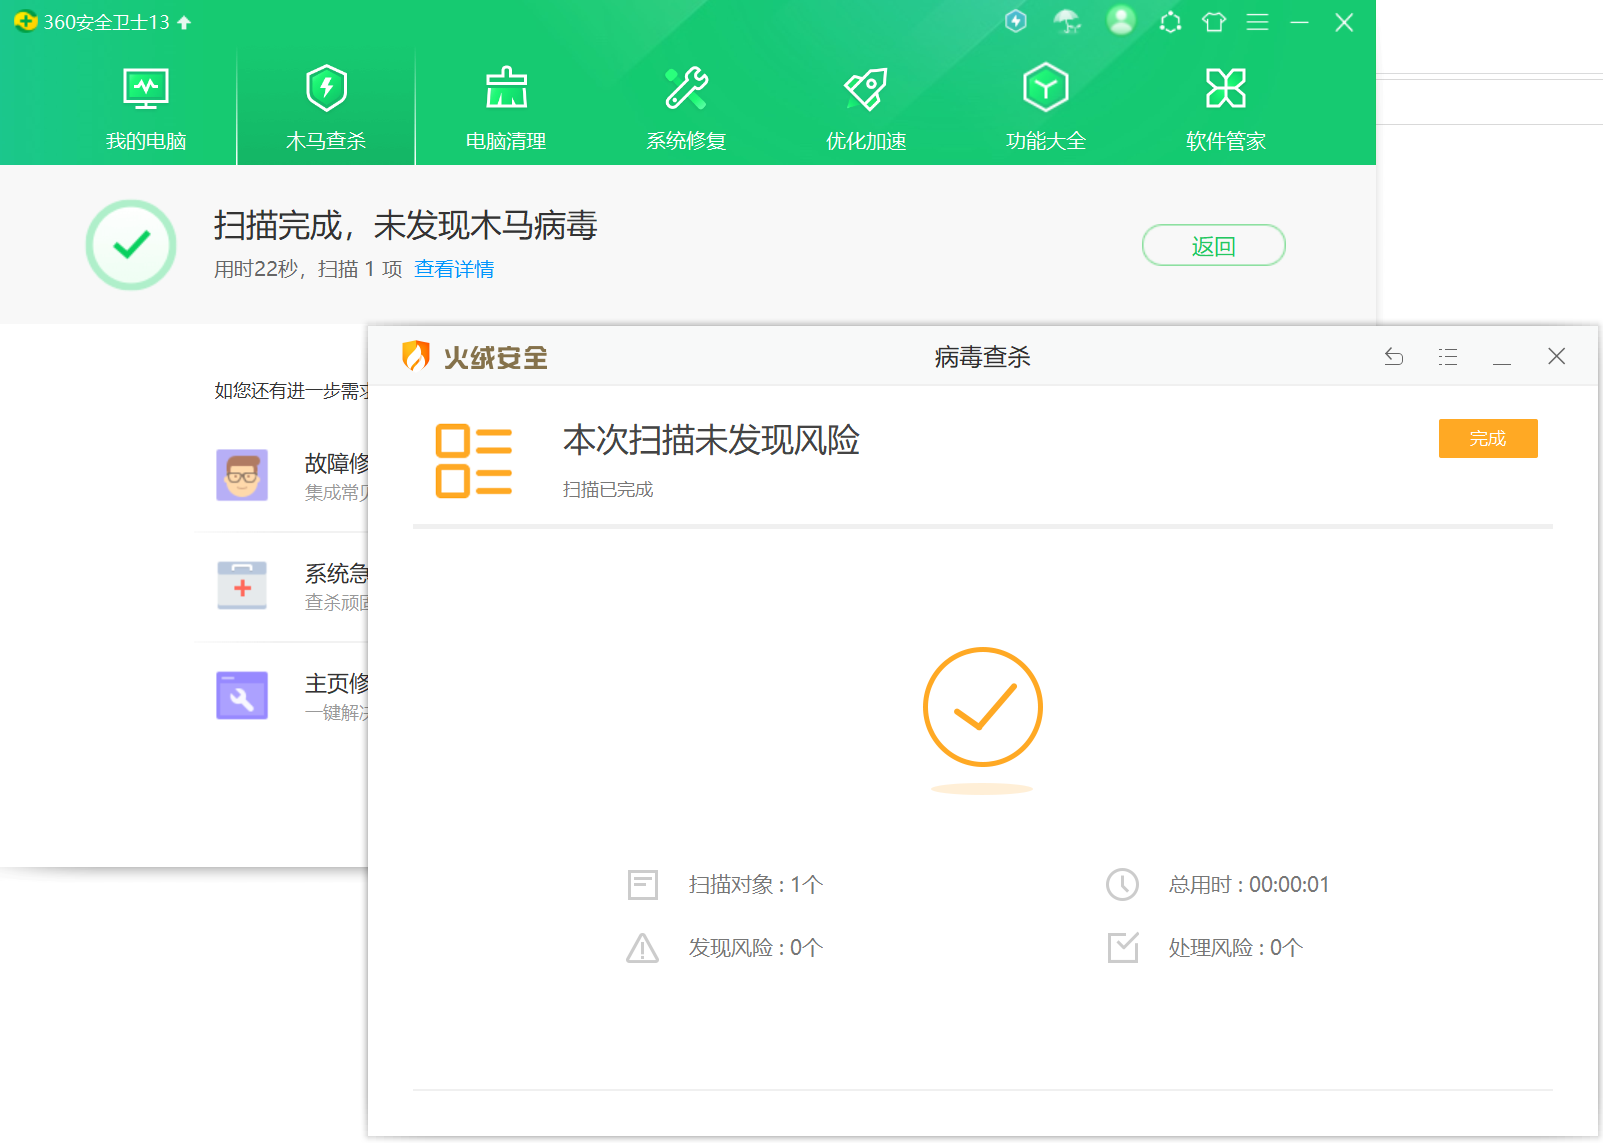 360安全卫士13
我的电脑
木马查杀
电脑清理
系统修复
优化加速
功能大全
软件管家
扫描完成，未发现木马病毒
用时22秒，扫描 1 项 查看详情
返回
如您还有进一步需求
故障修
集成常见
系统急
查杀顽固
主页修
一键解决
火绒安全
病毒查杀
本次扫描未发现风险
扫描已完成
完成
扫描对象 : 1个
总用时 : 00:00:01
发现风险 : 0个
处理风险 : 0个